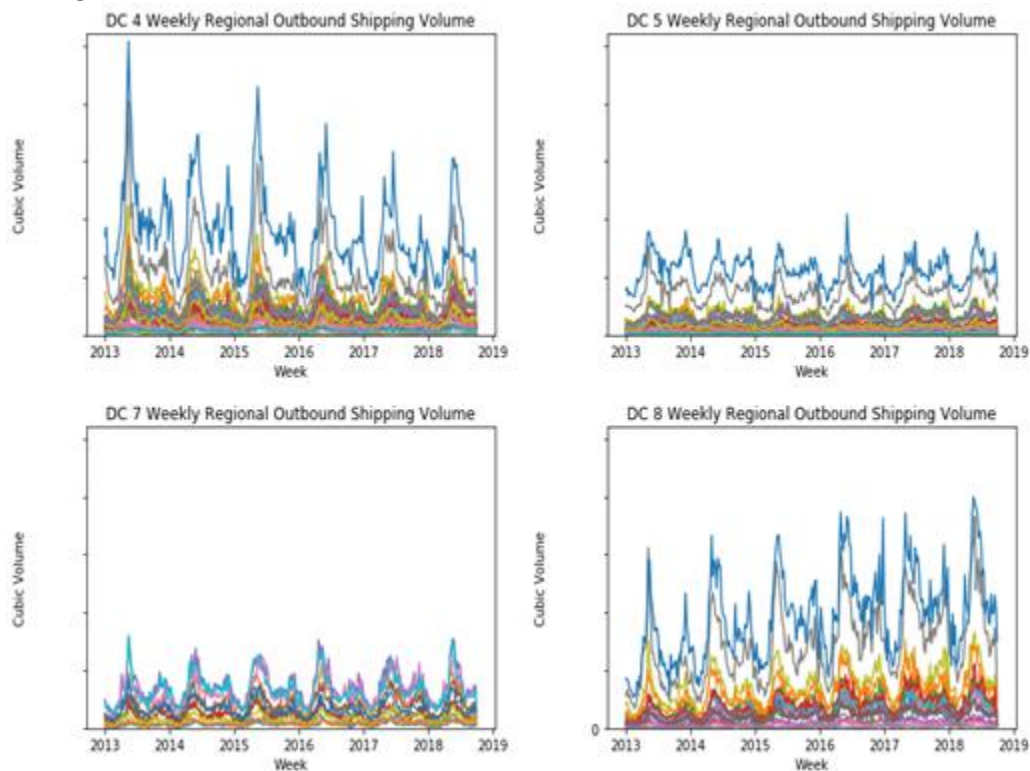 DC 4 Weekly Regional Outbound Shipping Volume
Cubic Volume
2013 2014 2015 2016 2017 2018 2019
Week
DC 5 Weekly Regional Outbound Shipping Volume
Cubic Volume
2013 2014 2015 2016 2017 2018 2019
Week
DC 7 Weekly Regional Outbound Shipping Volume
Cubic Volume
2013 2014 2015 2016 2017 2018 2019
Week
DC 8 Weekly Regional Outbound Shipping Volume
Cubic Volume
0
2013 2014 2015 2016 2017 2018 2019
Week